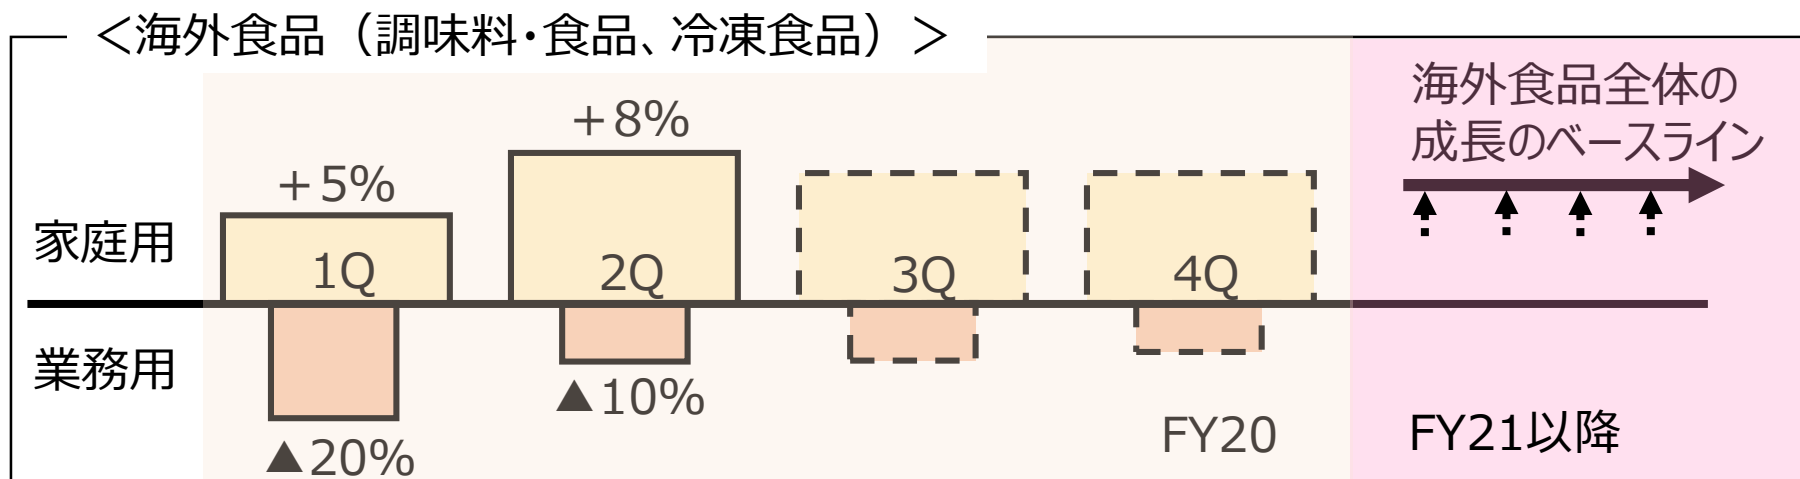 ＜海外食品（調味料・食品、冷凍食品）＞
海外食品全体の
成長のベースライン
＋8%
＋5%
家庭用
1Q
2Q
3Q
4Q
業務用
▲10%
▲20%
FY20
FY21以降